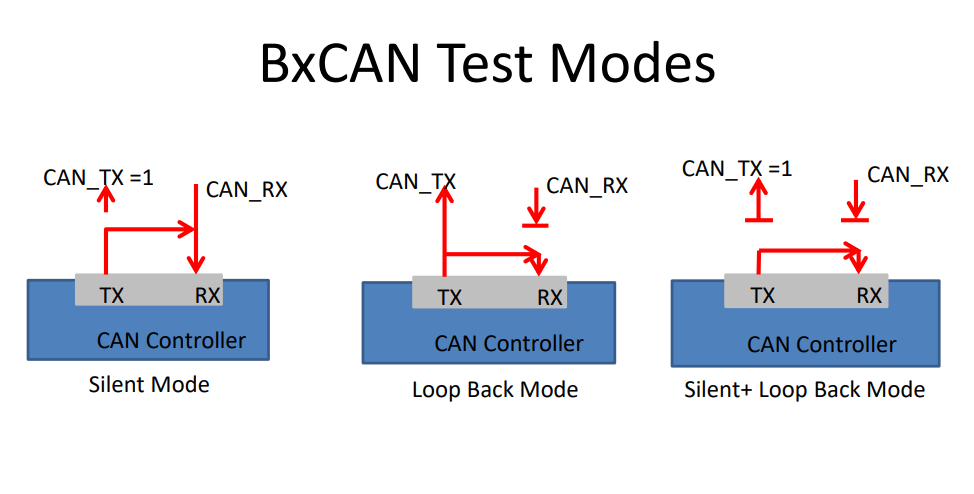 BxCAN Test Modes
CAN_TX =1
CAN_RX
TX
RX
CAN Controller
Silent Mode
CAN_TX
CAN_RX
TX
RX
CAN Controller
Loop Back Mode
CAN_TX =1
CAN_RX
TX
RX
CAN Controller
Silent+ Loop Back Mode